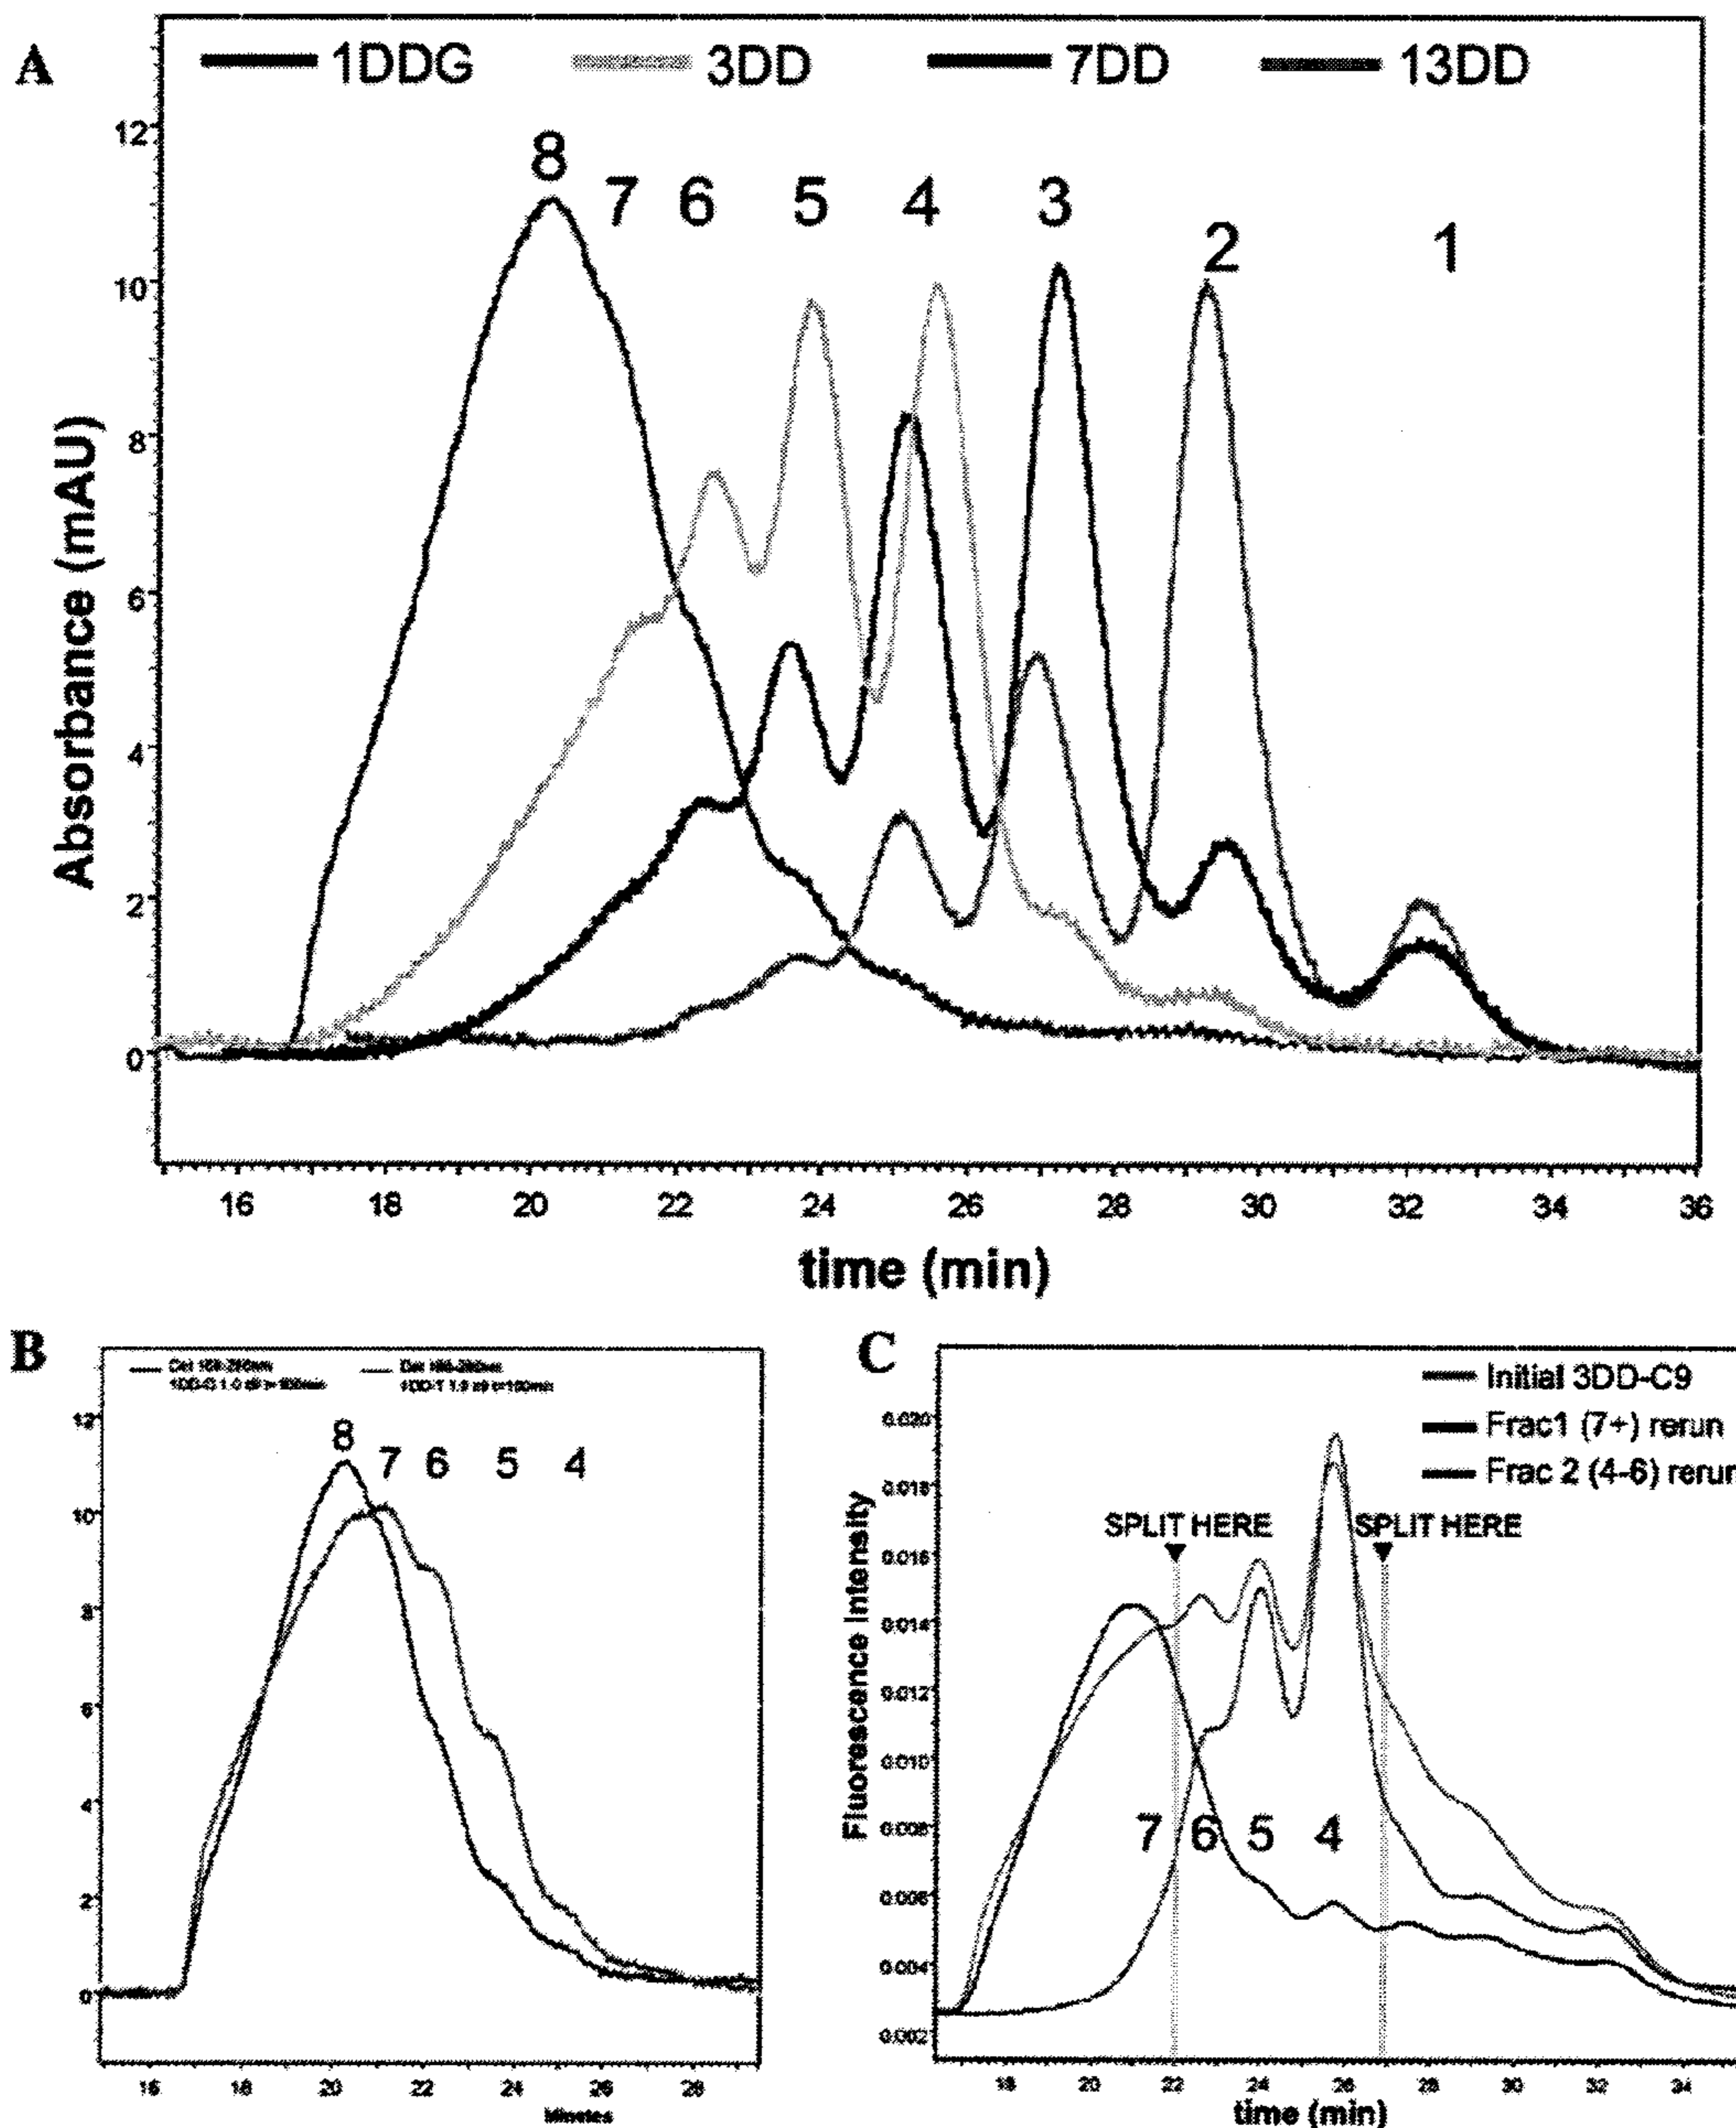 A
1DDG 3DD 7DD 13DD
8 7 6 5 4 3 2 1
12
10
8
6
4
2
0
Absorbance (mAU)
16 18 20 22 24 26 28 30 32 34 36
time (min)
B
8 7 6 5 4
12
10
8
6
4
2
0
16 18 20 22 24 26 28
Minutes
C
Initial 3DD-C9
Frac1 (7+) rerun
Frac 2 (4-6) rerun
SPLIT HERE SPLIT HERE
7 6 5 4
0.020
0.018
0.016
0.014
0.012
0.010
0.008
0.006
0.004
0.002
Fluorescence Intensity
18 20 22 24 26 28 30 32 34
time (min)